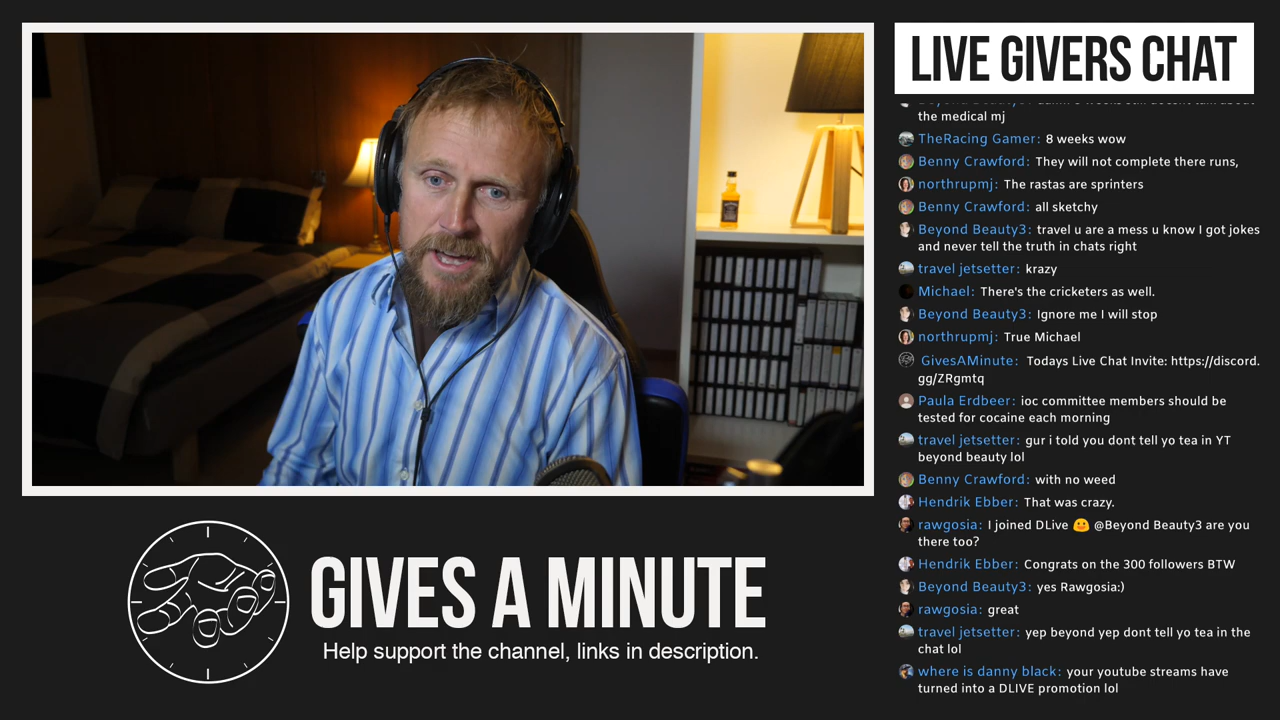 LIVE GIVERS CHAT
the medical mj
TheRacing Gamer: 8 weeks wow
Benny Crawford: They will not complete there runs,
northrupmj: The rastas are sprinters
Benny Crawford: all sketchy
Beyond Beauty3: travel u are a mess u know I got jokes
and never tell the truth in chats right
travel jetsetter: krazy
Michael: There's the cricketers as well.
Beyond Beauty3: Ignore me I will stop
northrupmj: True Michael
GivesAMinute: Todays Live Chat Invite: https://discord.
gg/ZRgmtq
Paula Erdbeer: ioc committee members should be
tested for cocaine each morning
travel jetsetter: gur i told you dont tell yo tea in YT
beyond beauty lol
Benny Crawford: with no weed
Hendrik Ebber: That was crazy.
rawgosia: I joined DLive @Beyond Beauty3 are you
there too?
Hendrik Ebber: Congrats on the 300 followers BTW
Beyond Beauty3: yes Rawgosia:)
rawgosia: great
travel jetsetter: yep beyond yep dont tell yo tea in the
chat lol
where is danny black: your youtube streams have
turned into a DLIVE promotion lol
GIVES A MINUTE
Help support the channel, links in description.